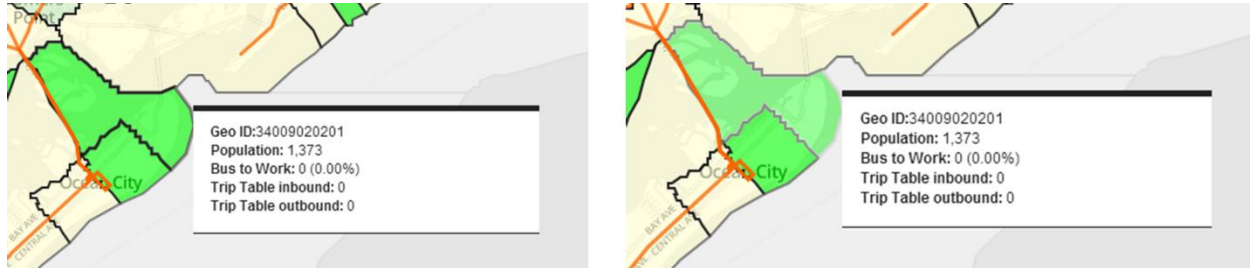 Point
Geo ID:34009020201
Population: 1,373
Bus to Work: 0 (0.00%)
Trip Table inbound: 0
Trip Table outbound: 0
Ocean City
BAY AVE
CENTRAL A
Point
Geo ID:34009020201
Population: 1,373
Bus to Work: 0 (0.00%)
Trip Table inbound: 0
Trip Table outbound: 0
Ocean City
BAY AVE
AVE
CENTRAL